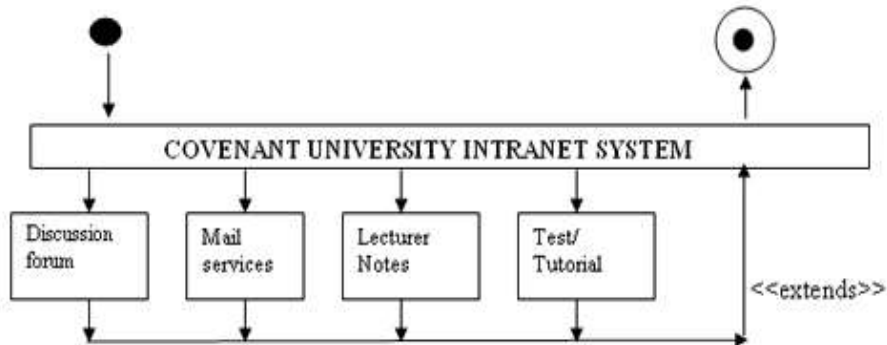 COVENANT UNIVERSITY INTRANET SYSTEM
Discussion
forum
Mail
services
Lecturer
Notes
Test/
Tutorial
<<extends>>